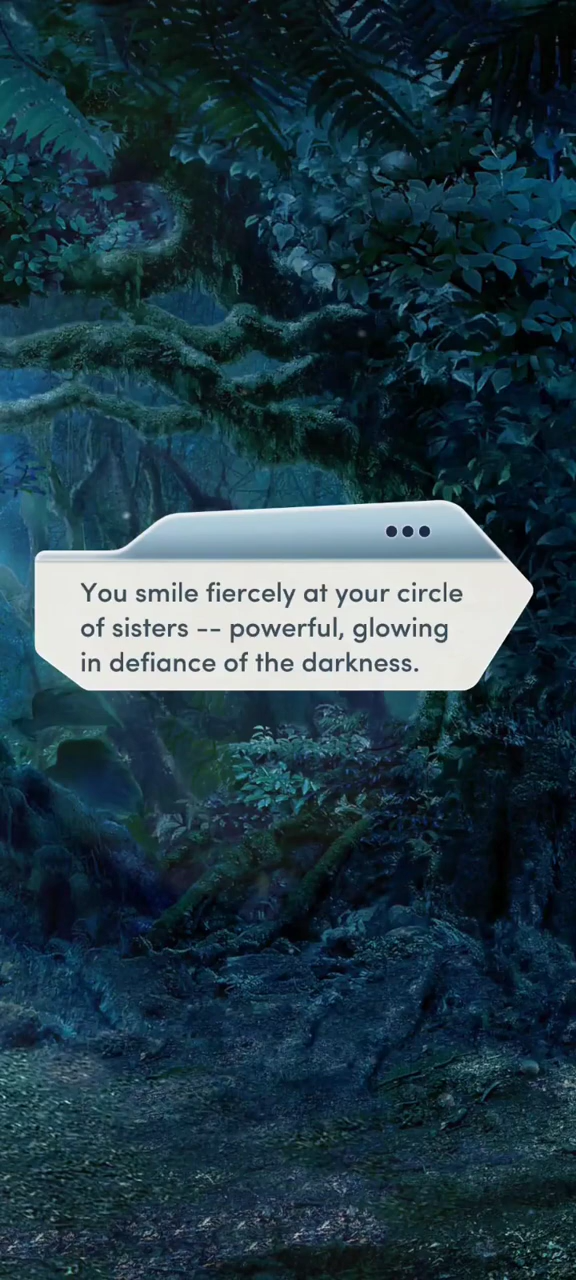 You smile fiercely at your circle
of sisters -- powerful, glowing
in defiance of the darkness.